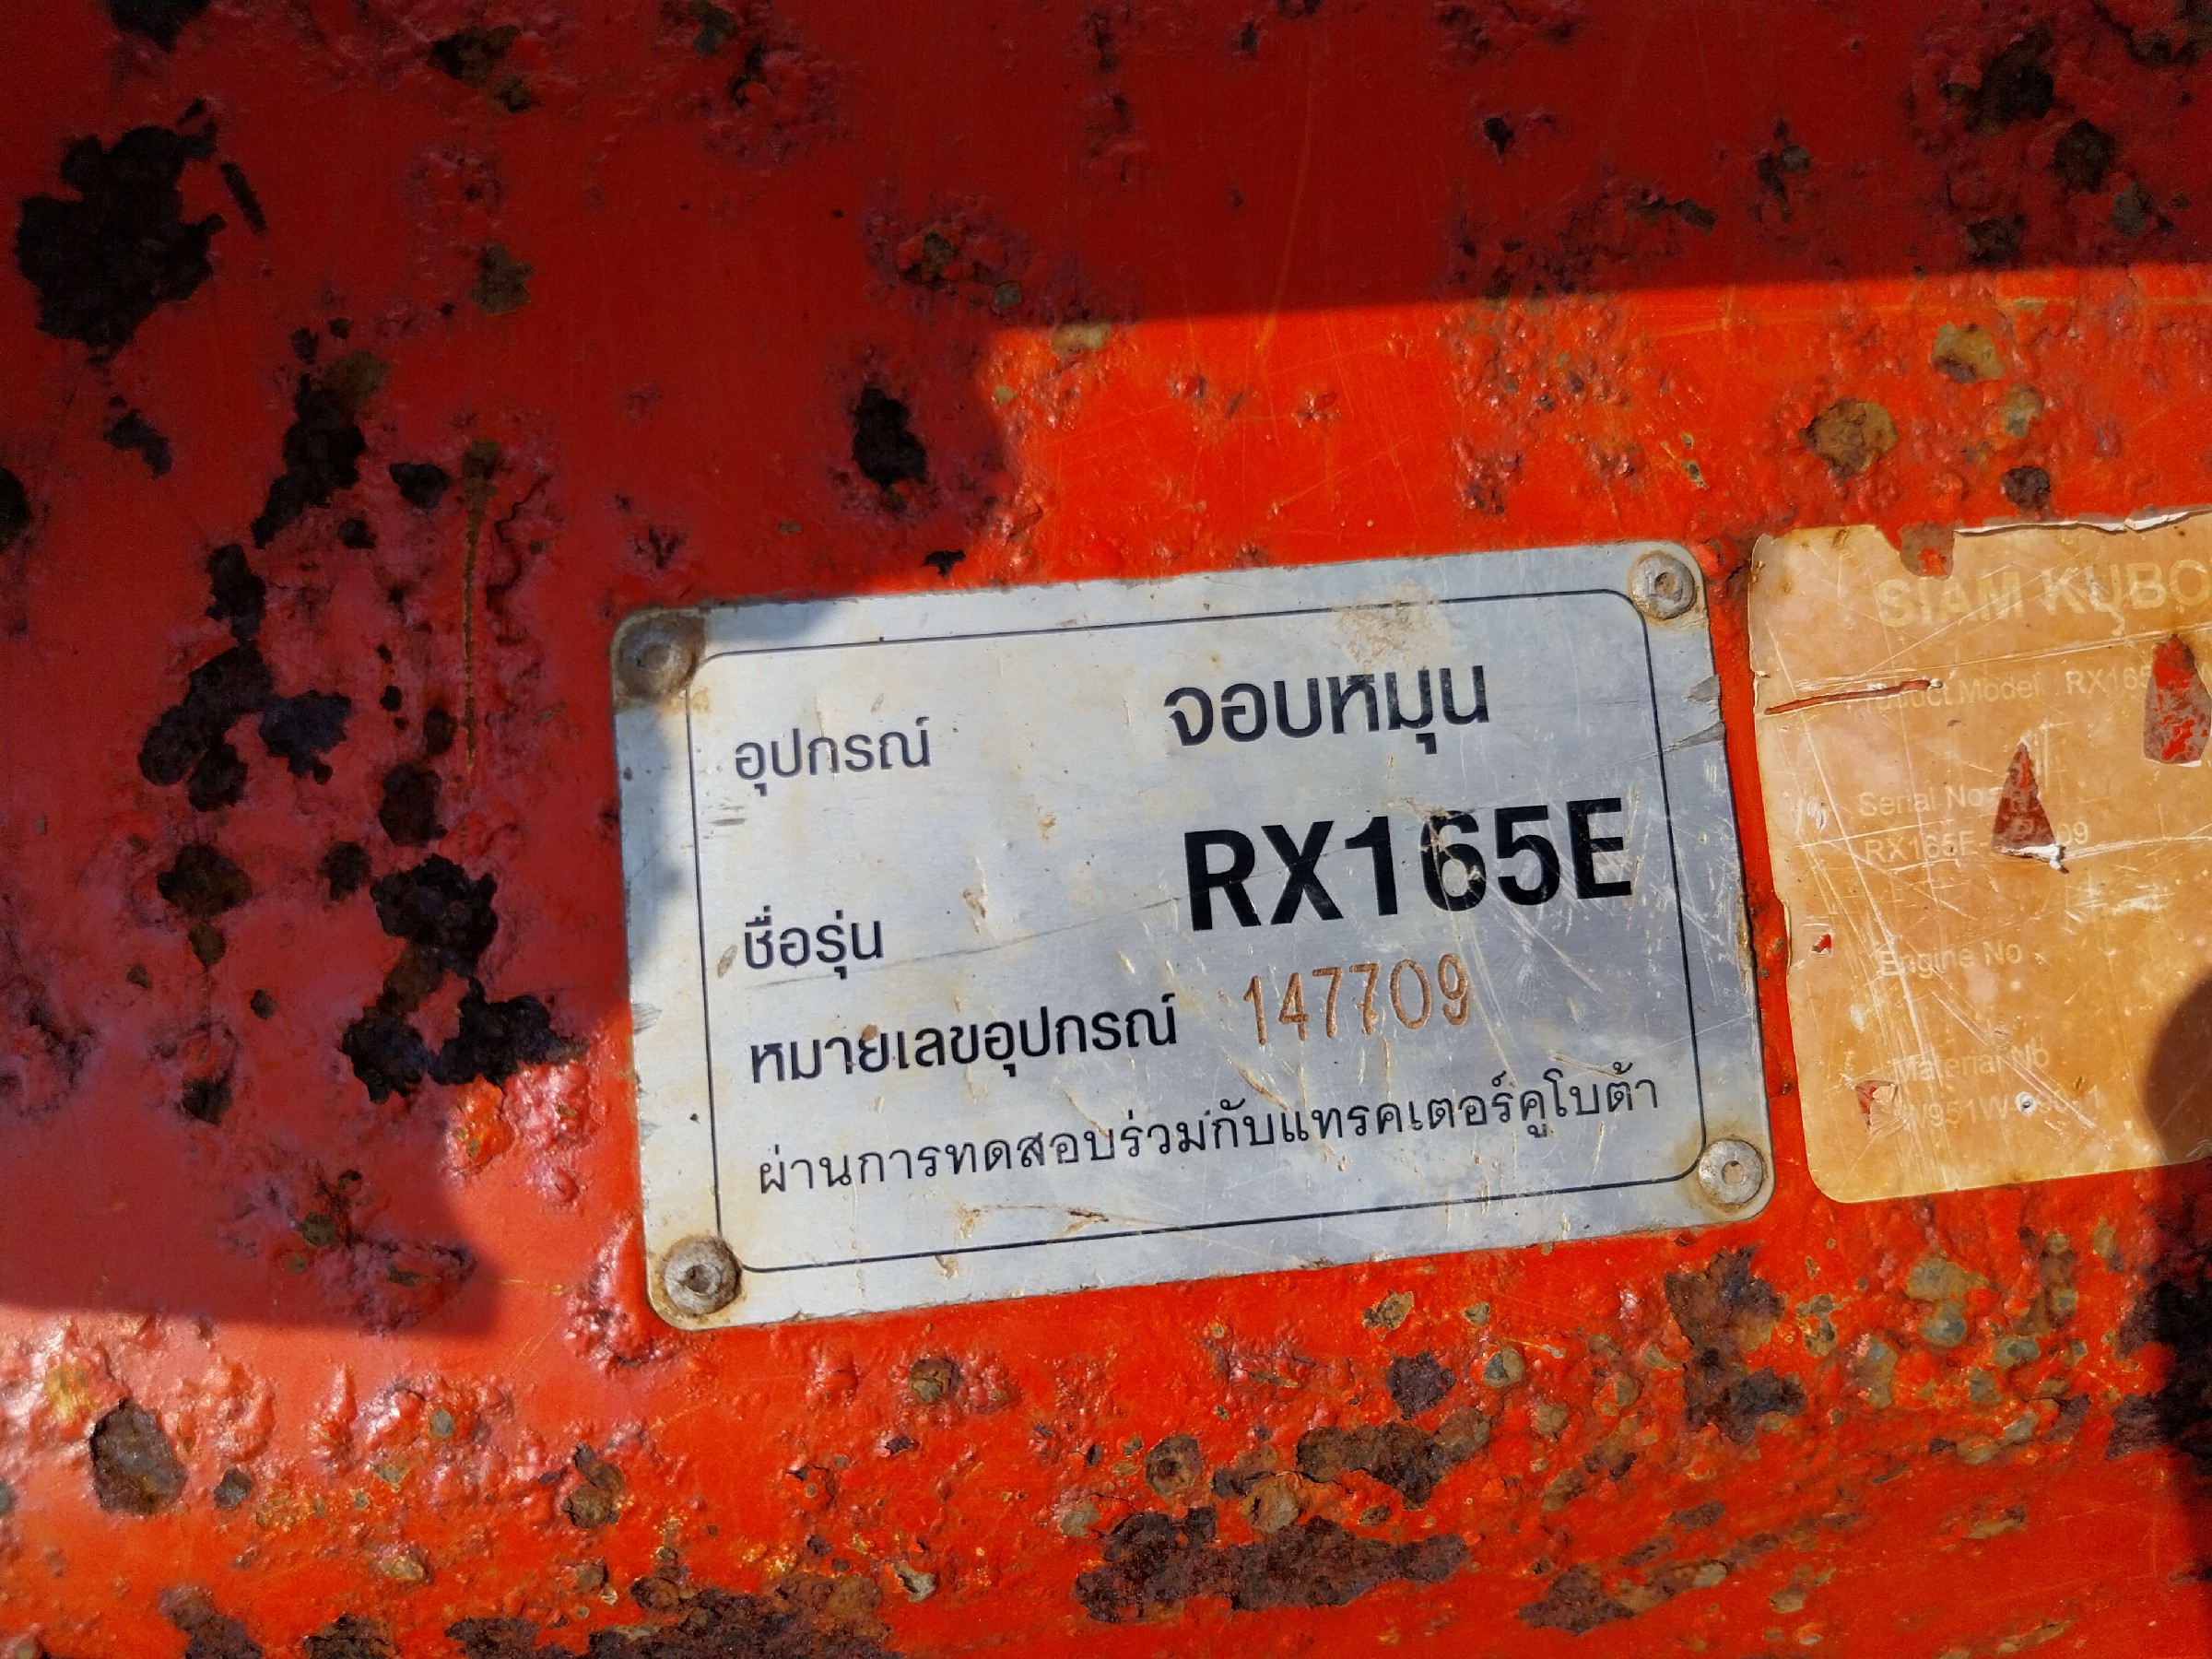 อุปกรณ์ จอบหมุน
ชื่อรุ่น RX165E
หมายเลขอุปกรณ์ 147709
ผ่านการทดสอบร่วมกับแทรคเตอร์คูโบต้า
SIAM
Model RX165
Serial No
Engine No
Material No